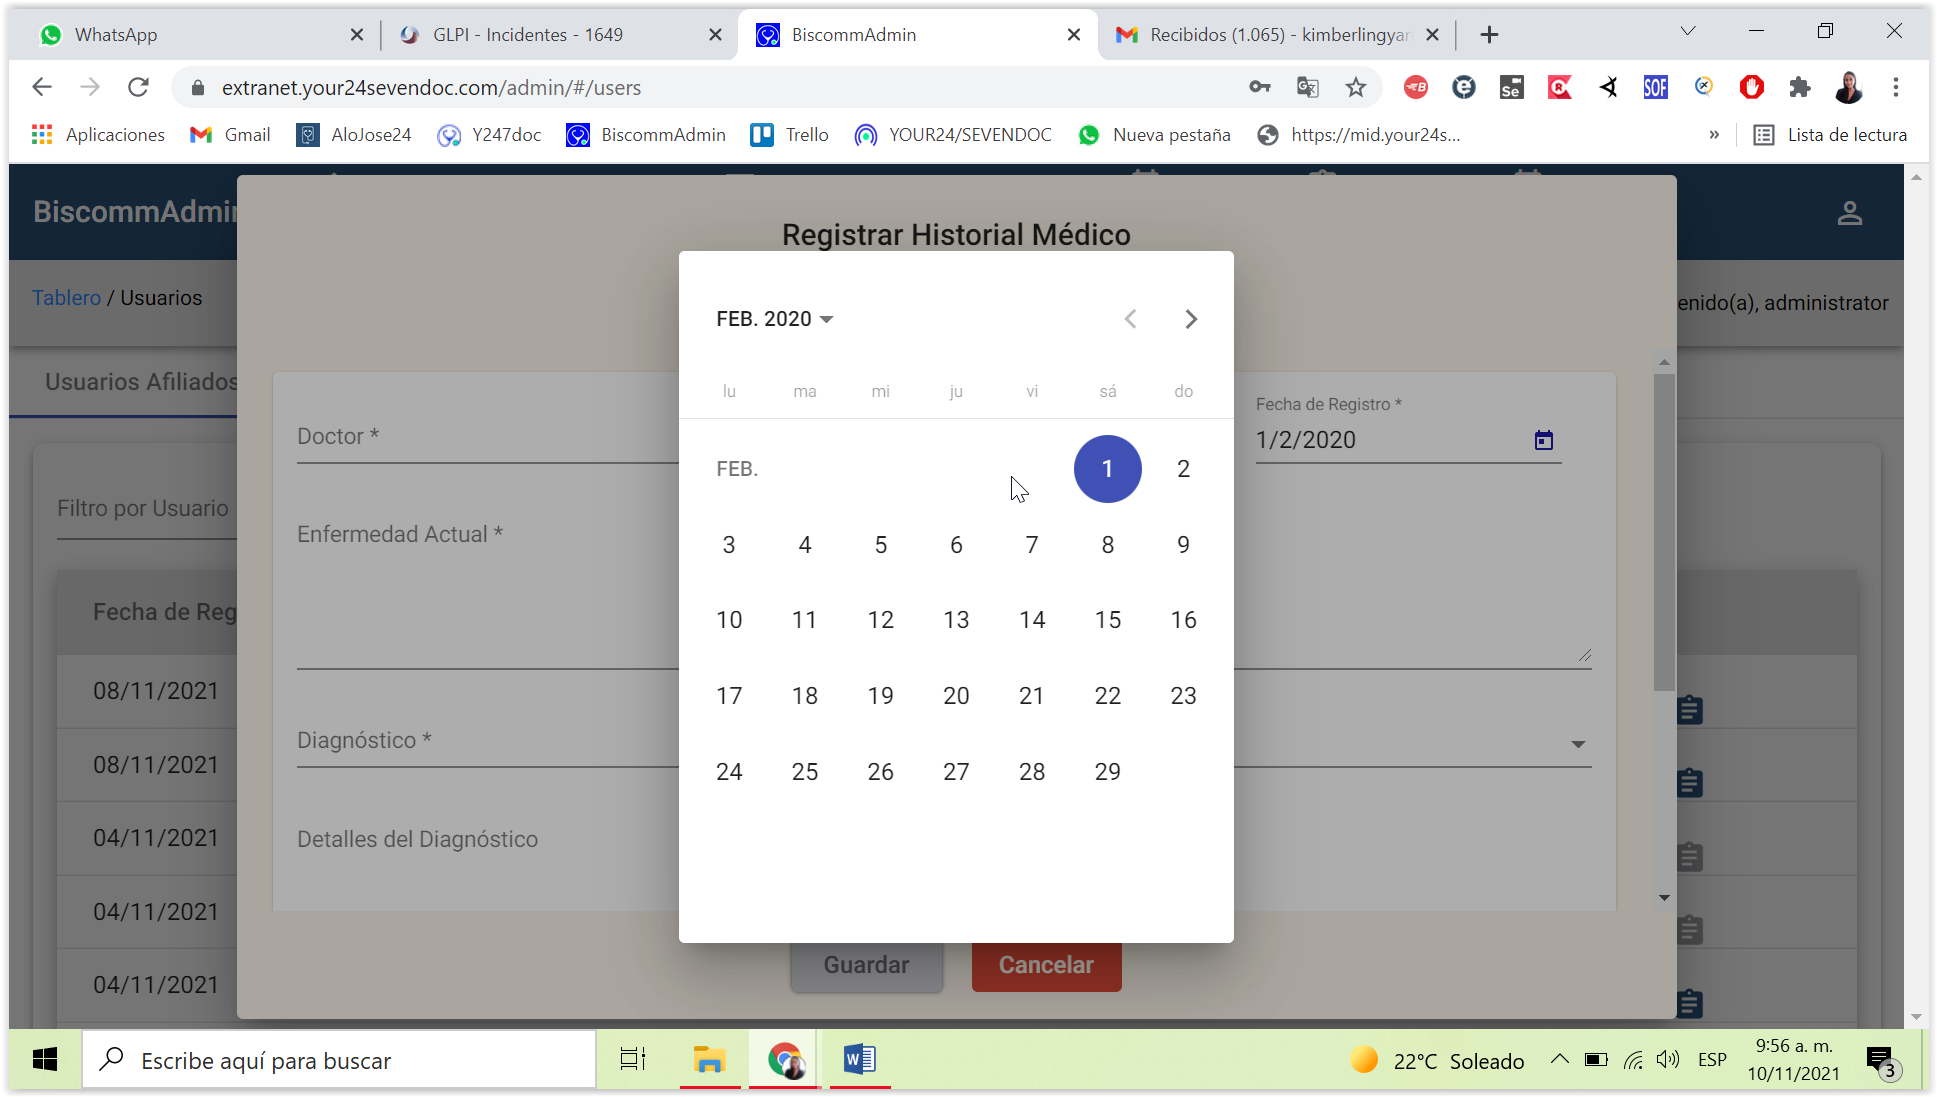 WhatsApp
GLPI - Incidentes - 1649
BiscommAdmin
Recibidos (1.065) - kimberlingyar
extranet.your24sevendoc.com/admin/#/users
Aplicaciones
Gmail
AloJose24
Y247doc
BiscommAdmin
Trello
YOUR24/SEVENDOC
Nueva pestaña
https://mid.your24s...
»
Lista de lectura
BiscommAdmin
Registrar Historial Médico
Tablero / Usuarios
enido(a), administrator
Usuarios Afiliados
FEB. 2020
lu ma mi ju vi sá do
FEB. 1 2
3 4 5 6 7 8 9
10 11 12 13 14 15 16
17 18 19 20 21 22 23
24 25 26 27 28 29
Doctor *
Fecha de Registro *
1/2/2020
Filtro por Usuario
Enfermedad Actual *
Fecha de Reg
08/11/2021
08/11/2021
04/11/2021
04/11/2021
04/11/2021
Diagnóstico *
Detalles del Diagnóstico
Guardar
Cancelar
Escribe aquí para buscar
22°C Soleado
ESP
9:56 a. m.
10/11/2021
3